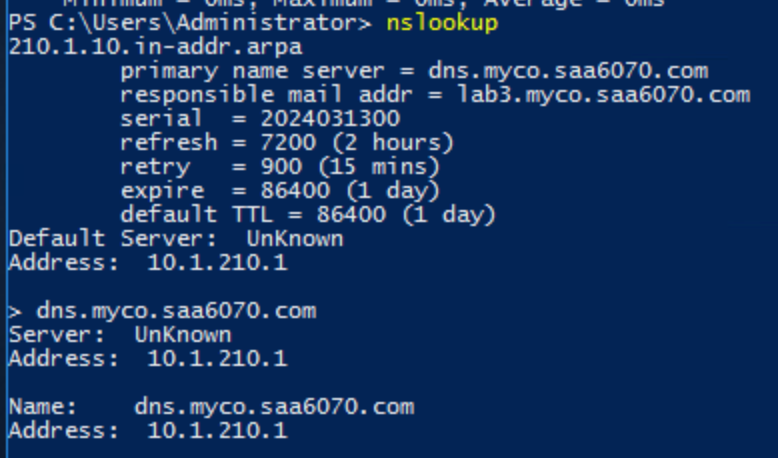 Minimum = 0ms, Maximum = 0ms, Average = 0ms
PS C:\Users\Administrator> nslookup
210.1.10.in-addr.arpa
primary name server = dns.myco.saa6070.com
responsible mail addr = lab3.myco.saa6070.com
serial = 2024031300
refresh = 7200 (2 hours)
retry = 900 (15 mins)
expire = 86400 (1 day)
default TTL = 86400 (1 day)
Default Server: UnKnown
Address: 10.1.210.1
> dns.myco.saa6070.com
Server: UnKnown
Address: 10.1.210.1
Name: dns.myco.saa6070.com
Address: 10.1.210.1